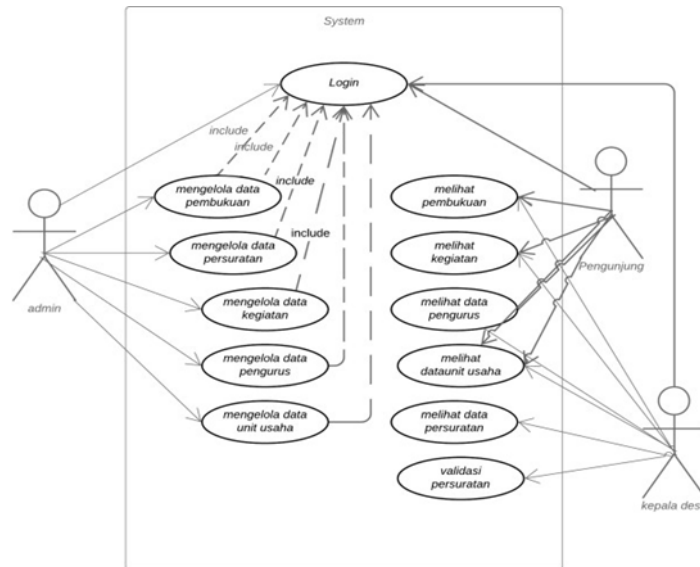 System
Login
include
include
include
include
mengelola data
pembukuan
mengelola data
persuratan
mengelola data
kegiatan
mengelola data
pengurus
mengelola data
unit usaha
melihat
pembukuan
melihat
kegiatan
melihat data
pengurus
melihat
dataunit usaha
melihat data
persuratan
validasi
persuratan
admin
Pengunjung
kepala des